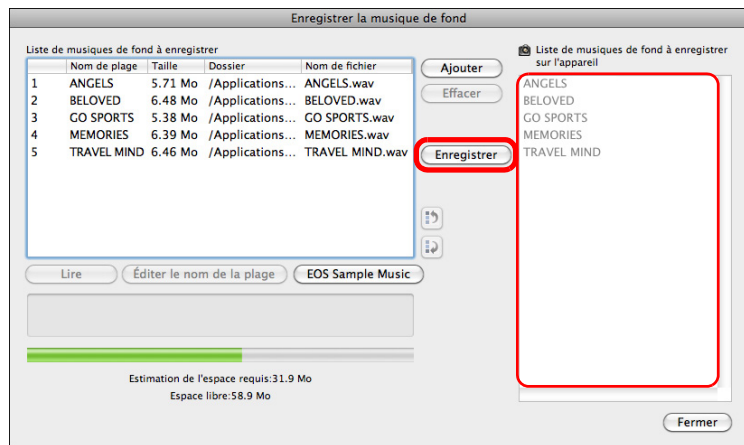 Enregistrer la musique de fond
Liste de musiques de fond à enregistrer
Nom de plage Taille Dossier Nom de fichier
1 ANGELS 5.71 Mo /Applications... ANGELS.wav
2 BELOVED 6.48 Mo /Applications... BELOVED.wav
3 GO SPORTS 5.38 Mo /Applications... GO SPORTS.wav
4 MEMORIES 6.39 Mo /Applications... MEMORIES.wav
5 TRAVEL MIND 6.46 Mo /Applications... TRAVEL MIND.wav
Lire Éditer le nom de la plage EOS Sample Music
Estimation de l'espace requis:31.9 Mo
Espace libre:58.9 Mo
Ajouter
Effacer
Enregistrer
Liste de musiques de fond à enregistrer
sur l'appareil
ANGELS
BELOVED
GO SPORTS
MEMORIES
TRAVEL MIND
Fermer